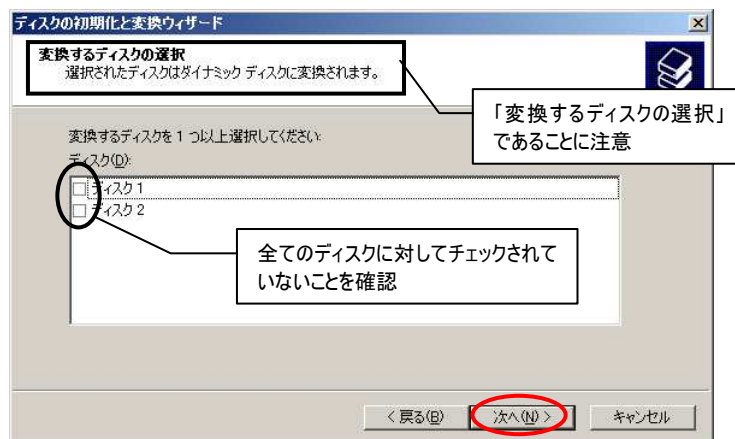 ディスクの初期化と変換ウィザード
変換するディスクの選択
選択されたディスクはダイナミック ディスクに変換されます。
「変換するディスクの選択」
であることに注意
変換するディスクを 1 つ以上選択してください:
ディスク(D):
ディスク 1
ディスク 2
全てのディスクに対してチェックされて
いないことを確認
< 戻る(B)
次へ(N) >
キャンセル